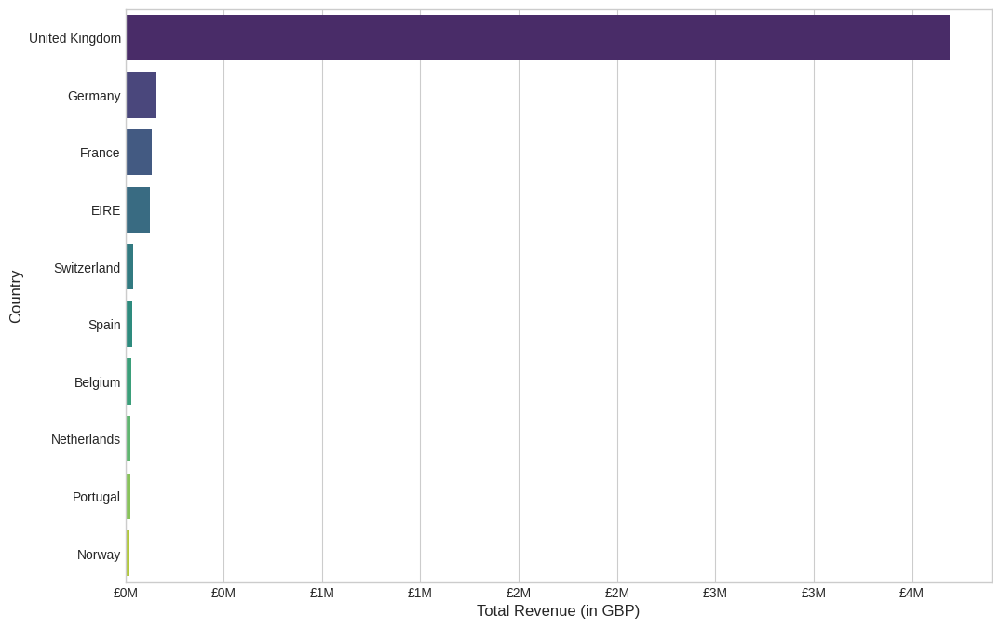 United Kingdom
Germany
France
EIRE
Switzerland
Spain
Belgium
Netherlands
Portugal
Norway
Country
£0M £0M £1M £1M £2M £2M £3M £3M £4M
Total Revenue (in GBP)